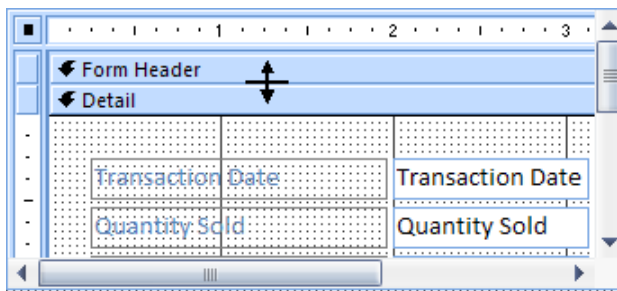 1 2 3
Form Header
Detail
Transaction Date Transaction Date
Quantity Sold Quantity Sold